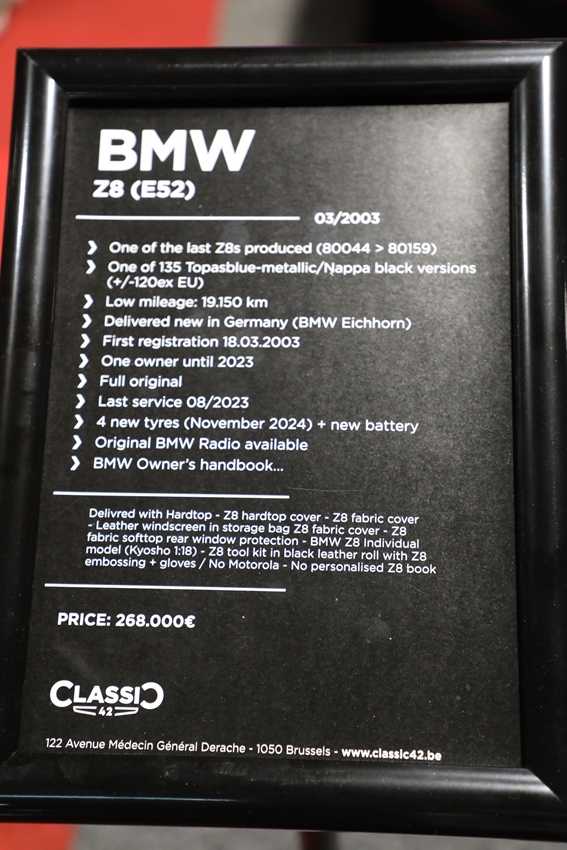 BMW
Z8 (E52)
03/2003
❯ One of the last Z8s produced (80044 > 80159)
❯ One of 135 Topasblue-metallic/Nappa black versions
(+/-120ex EU)
❯ Low mileage: 19.150 km
❯ Delivered new in Germany (BMW Eichhorn)
❯ First registration 18.03.2003
❯ One owner until 2023
❯ Full original
❯ Last service 08/2023
❯ 4 new tyres (November 2024) + new battery
❯ Original BMW Radio available
❯ BMW Owner's handbook...
Delivred with Hardtop - Z8 hardtop cover - Z8 fabric cover
- Leather windscreen in storage bag Z8 fabric cover - Z8
fabric softtop rear window protection - BMW Z8 Individual
model (Kyosho 1:18) - Z8 tool kit in black leather roll with Z8
embossing + gloves / No Motorola - No personalised Z8 book
PRICE: 268.000€
CLASSIC
42
122 Avenue Médecin Général Derache - 1050 Brussels - www.classic42.be